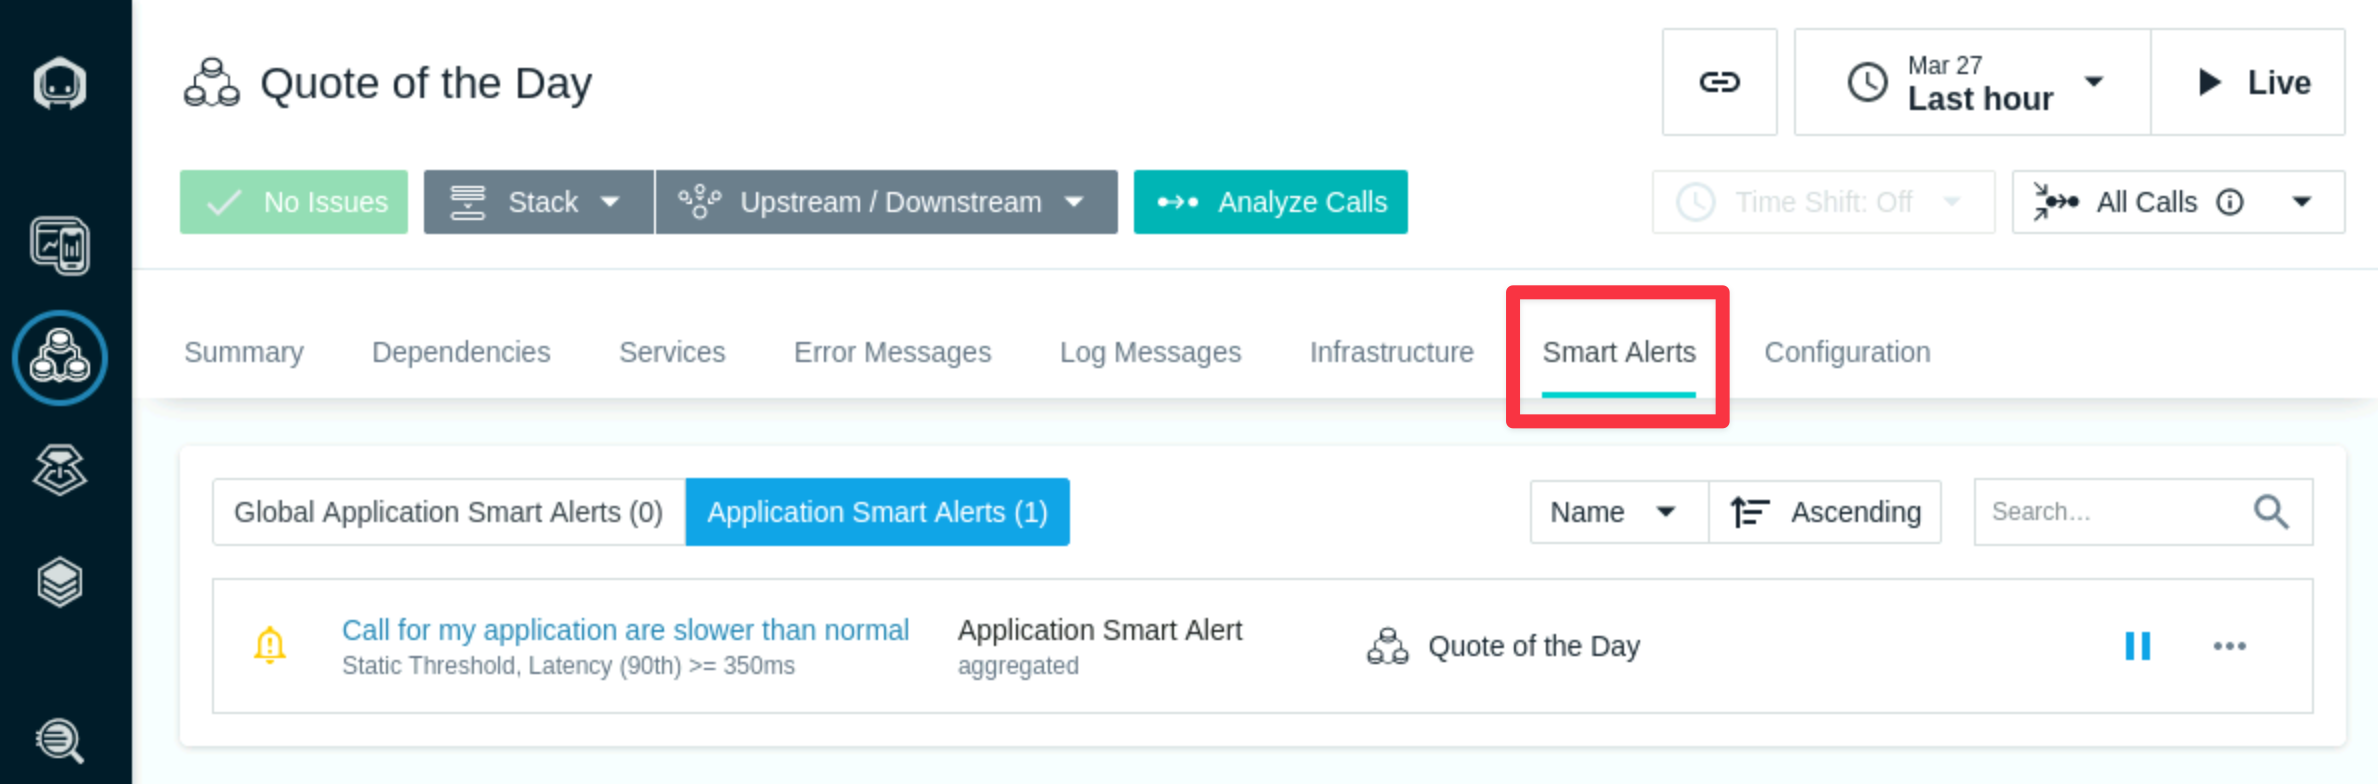 Quote of the Day
Mar 27
Last hour
Live
No Issues
Stack
Upstream / Downstream
Analyze Calls
Time Shift: Off
All Calls
Summary
Dependencies
Services
Error Messages
Log Messages
Infrastructure
Smart Alerts
Configuration
Global Application Smart Alerts (0)
Application Smart Alerts (1)
Name
Ascending
Search...
Call for my application are slower than normal
Static Threshold, Latency (90th) >= 350ms
Application Smart Alert
aggregated
Quote of the Day